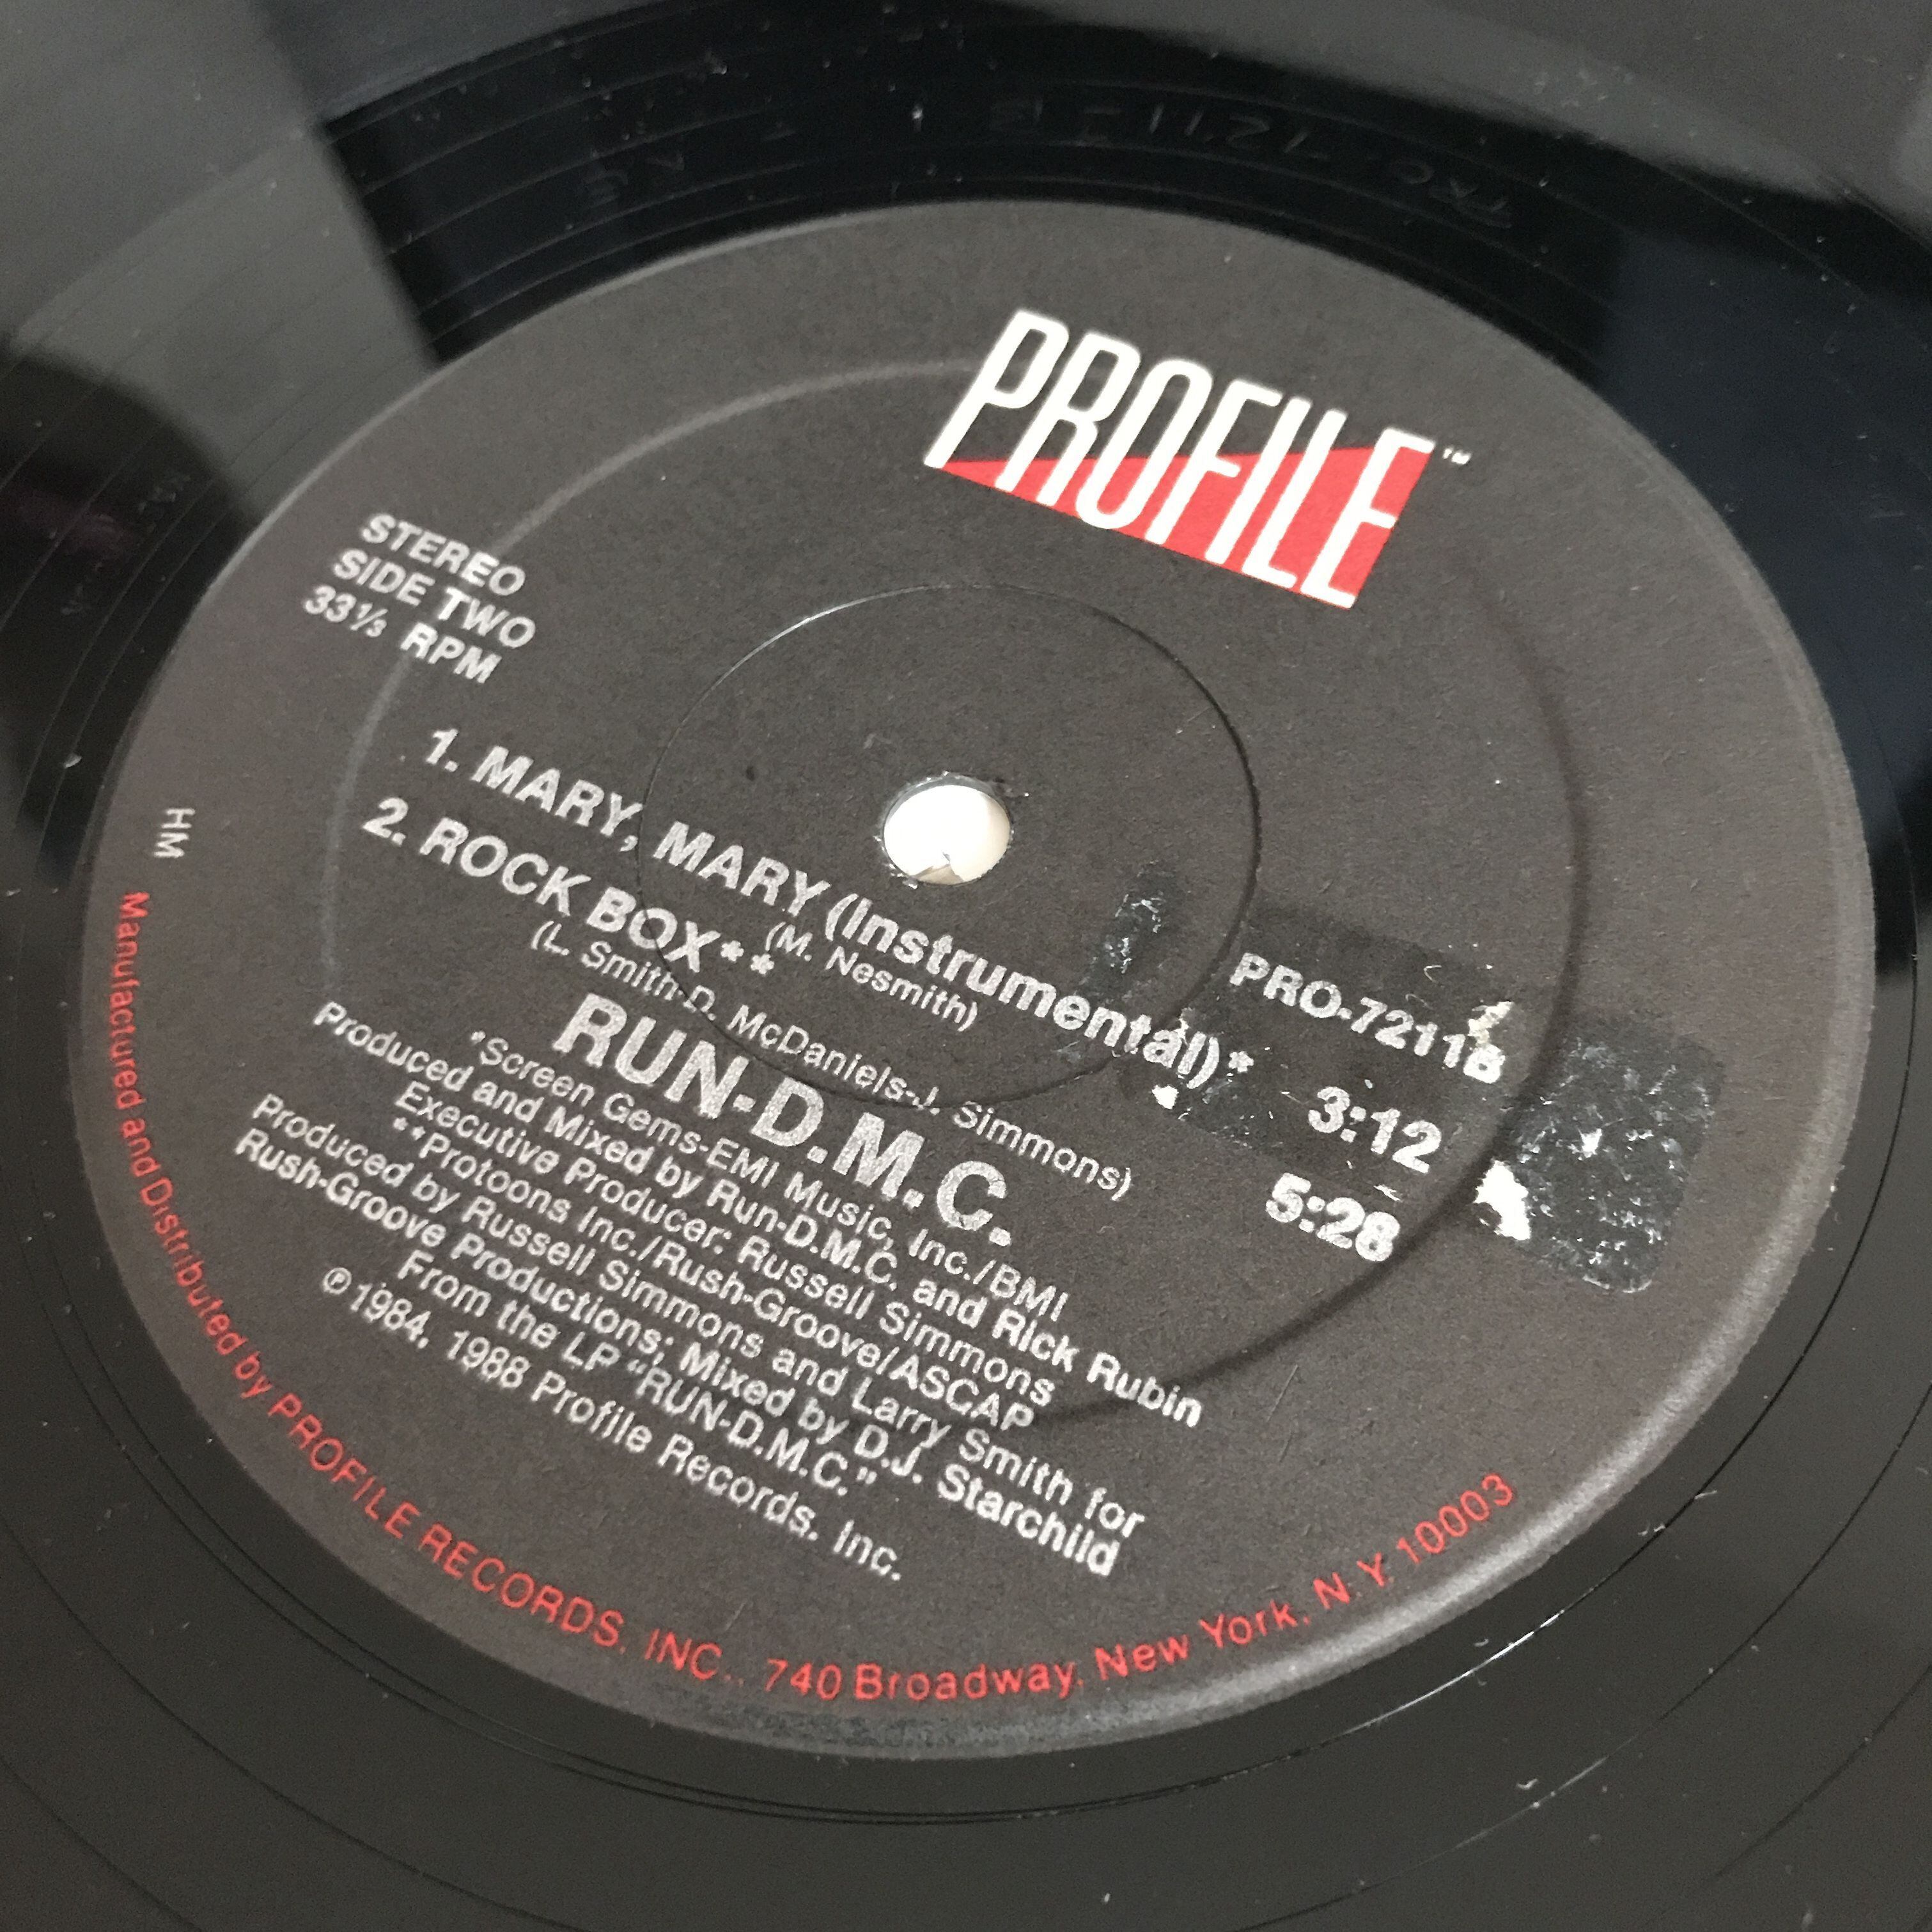 PROFILE™
STEREO
SIDE TWO
33⅓ RPM
PRO-7211B
1. MARY, MARY (Instrumental)* 3:12
(M. Nesmith)
2. ROCK BOX** 5:28
(L. Smith-D. McDaniels-J. Simmons)
RUN-D.M.C.
*Screen Gems-EMI Music, Inc./BMI
Produced and Mixed by Run-D.M.C. and Rick Rubin
Executive Producer: Russell Simmons
**Protoons Inc./Rush-Groove/ASCAP
Produced by Russell Simmons and Larry Smith for
Rush-Groove Productions; Mixed by D.J. Starchild
From the LP "RUN-D.M.C."
℗1984, 1988 Profile Records, Inc.
HM
Manufactured and Distributed by PROFILE RECORDS, INC., 740 Broadway, New York, N.Y. 10003